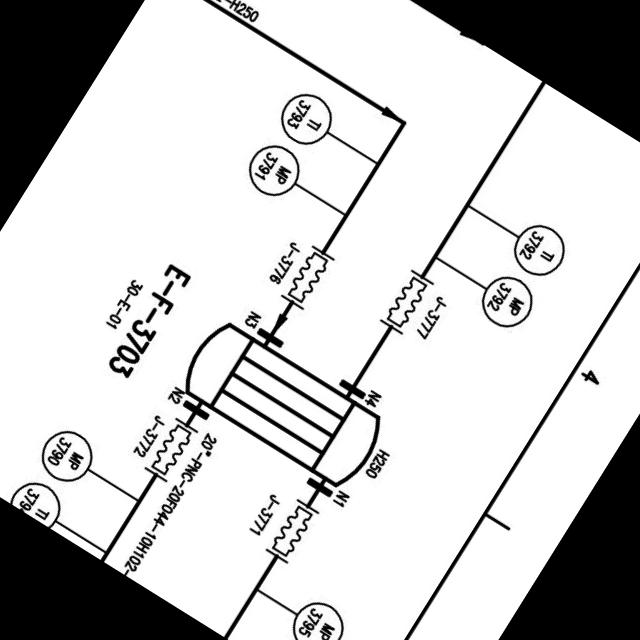 -H250
TI
3793
MP
3791
TI
3792
MP
3792
J-3776
J-3777
E-F-3703
30-E-01
N3
N4
N2
N1
H250
4
J-3772
20"-PNC-20F044-10H102-
J-3771
MP
3790
TI
379
MP
3795